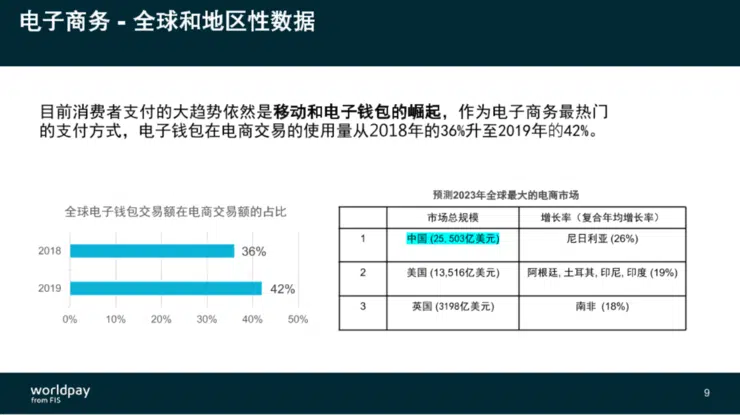 电子商务 - 全球和地区性数据
目前消费者支付的大趋势依然是移动和电子钱包的崛起，作为电子商务最热门
的支付方式，电子钱包在电商交易的使用量从2018年的36%升至2019年的42%。
全球电子钱包交易额在电商交易额的占比
2018 36%
2019 42%
0% 10% 20% 30% 40% 50%
预测2023年全球最大的电商市场
市场总规模 增长率（复合年均增长率）
1 中国 (25,503亿美元) 尼日利亚 (26%)
2 美国 (13,516亿美元) 阿根廷, 土耳其, 印尼, 印度 (19%)
3 英国 (3198亿美元) 南非 (18%)
worldpay
from FIS
9